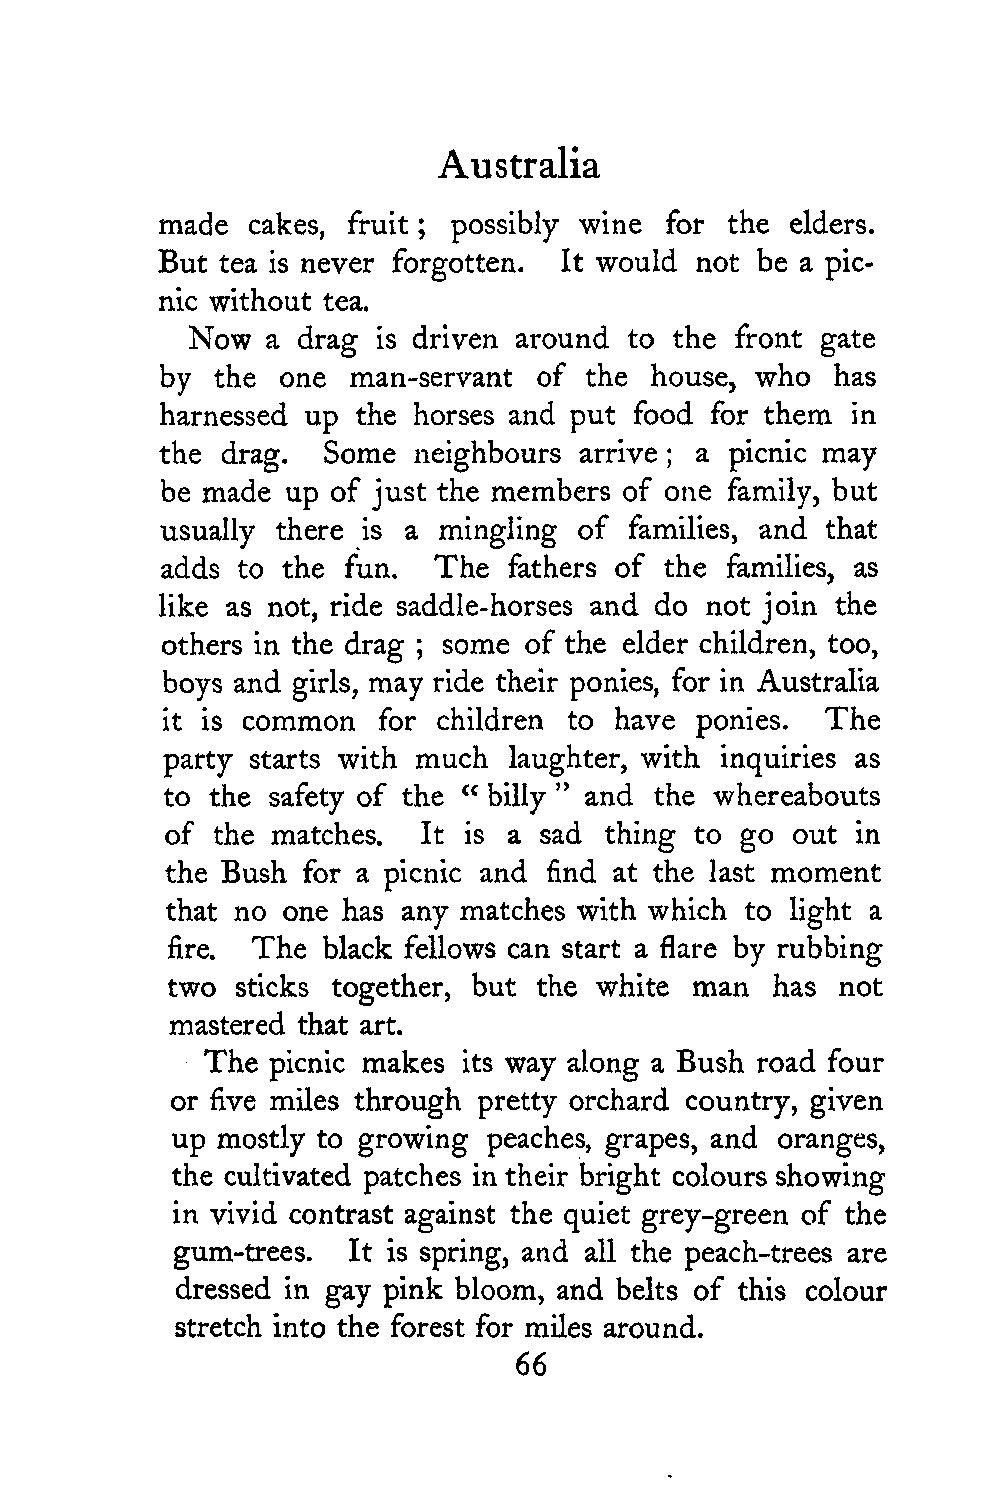 Australia
made cakes, fruit ; possibly wine for the elders.
But tea is never forgotten. It would not be a pic-
nic without tea.
Now a drag is driven around to the front gate
by the one man-servant of the house, who has
harnessed up the horses and put food for them in
the drag. Some neighbours arrive ; a picnic may
be made up of just the members of one family, but
usually there is a mingling of families, and that
adds to the fun. The fathers of the families, as
like as not, ride saddle-horses and do not join the
others in the drag ; some of the elder children, too,
boys and girls, may ride their ponies, for in Australia
it is common for children to have ponies. The
party starts with much laughter, with inquiries as
to the safety of the “ billy ” and the whereabouts
of the matches. It is a sad thing to go out in
the Bush for a picnic and find at the last moment
that no one has any matches with which to light a
fire. The black fellows can start a flare by rubbing
two sticks together, but the white man has not
mastered that art.
The picnic makes its way along a Bush road four
or five miles through pretty orchard country, given
up mostly to growing peaches, grapes, and oranges,
the cultivated patches in their bright colours showing
in vivid contrast against the quiet grey-green of the
gum-trees. It is spring, and all the peach-trees are
dressed in gay pink bloom, and belts of this colour
stretch into the forest for miles around.
66